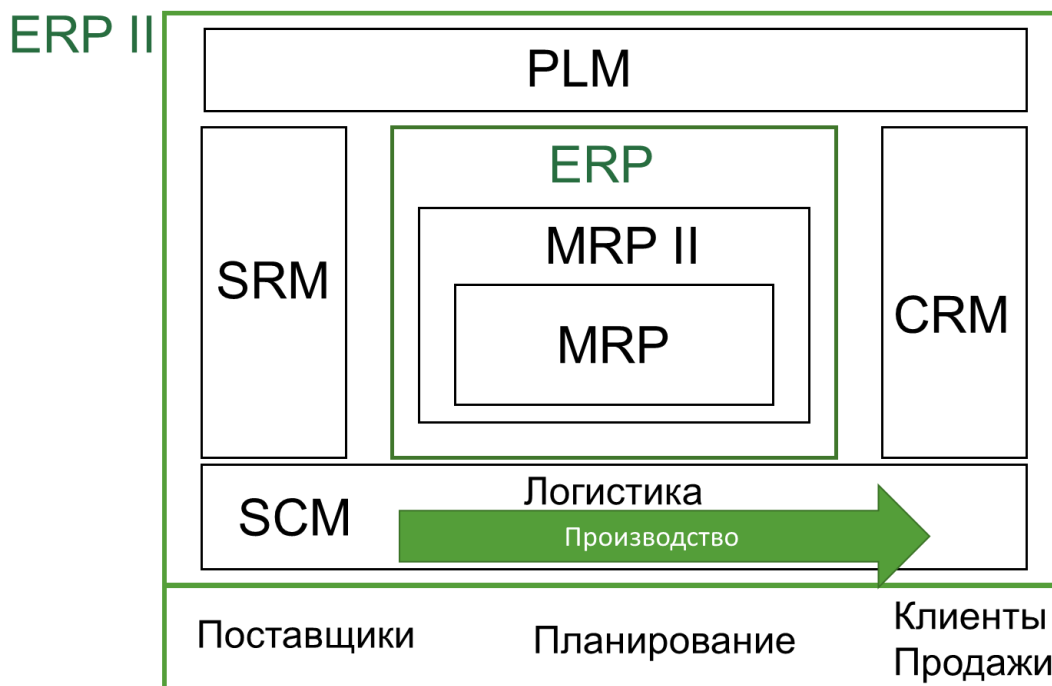 ERP II
PLM
SRM
ERP
MRP II
MRP
CRM
SCM
Логистика
Производство
Поставщики
Планирование
Клиенты
Продажи